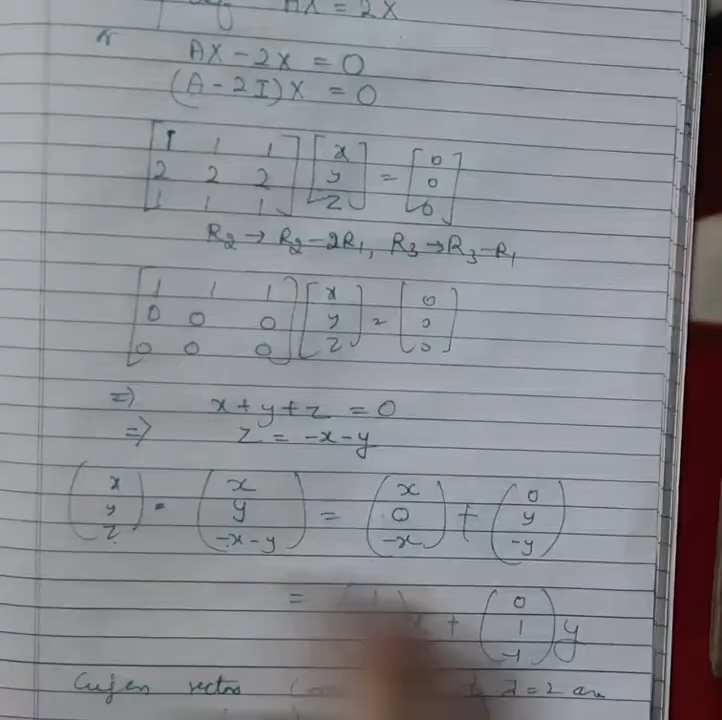 AX = 2X
AX - 2X = 0
(A - 2I)X = 0
[1 1 1] [x] = [0]
[2 2 2] [y] [0]
[1 1 1] [z] [0]
R2 → R2 - 2R1, R3 → R3 - R1
[1 1 1] [x] = [0]
[0 0 0] [y] [0]
[0 0 0] [z] [0]
=) x + y + z = 0
=> z = -x - y
(x) = (x) = (x) + (0)
(y) (y) (0) (y)
(z) (-x - y) (-x) (-y)
= + (0) y
(1)
(-1)
Eigen vector λ = 2 are